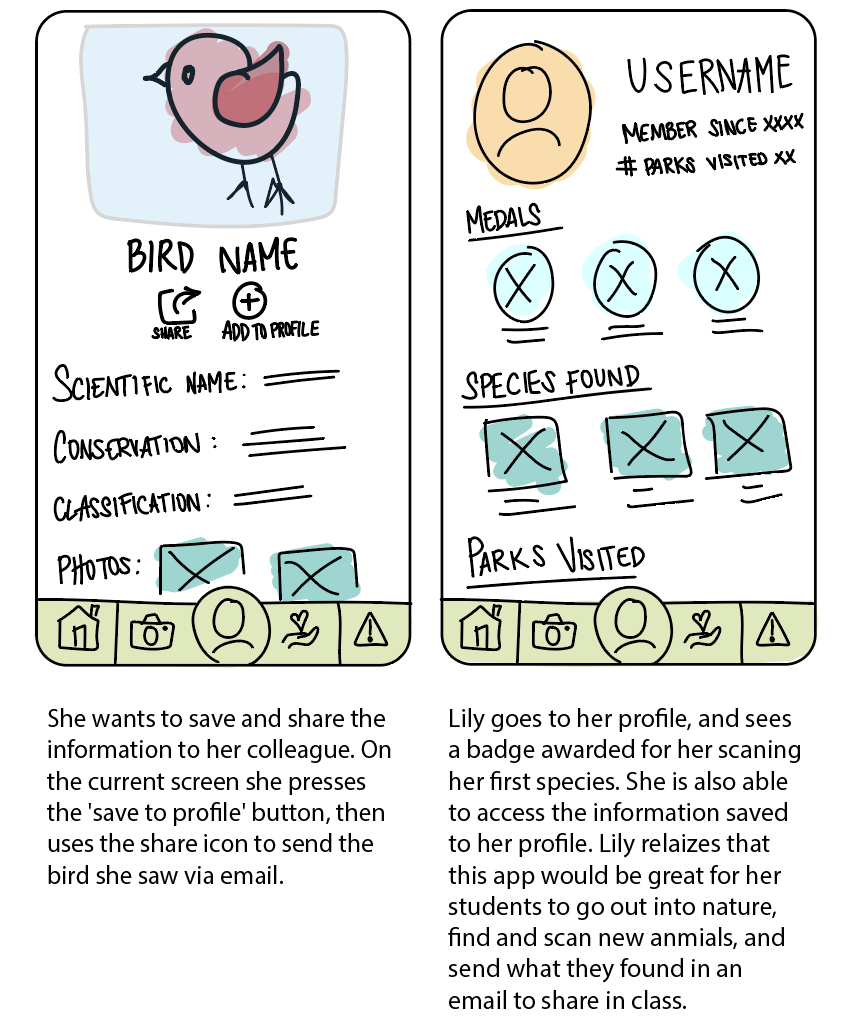 BIRD NAME
SHARE
ADD TO PROFILE
SCIENTIFIC NAME:
CONSERVATION :
CLASSIFICATION:
PHOTOS:
She wants to save and share the
information to her colleague. On
the current screen she presses
the 'save to profile' button, then
uses the share icon to send the
bird she saw via email.
USERNAME
MEMBER SINCE XXXX
# PARKS VISITED XX
MEDALS
SPECIES FOUND
PARKS VISITED
Lily goes to her profile, and sees
a badge awarded for her scaning
her first species. She is also able
to access the information saved
to her profile. Lily relaizes that
this app would be great for her
students to go out into nature,
find and scan new anmials, and
send what they found in an
email to share in class.